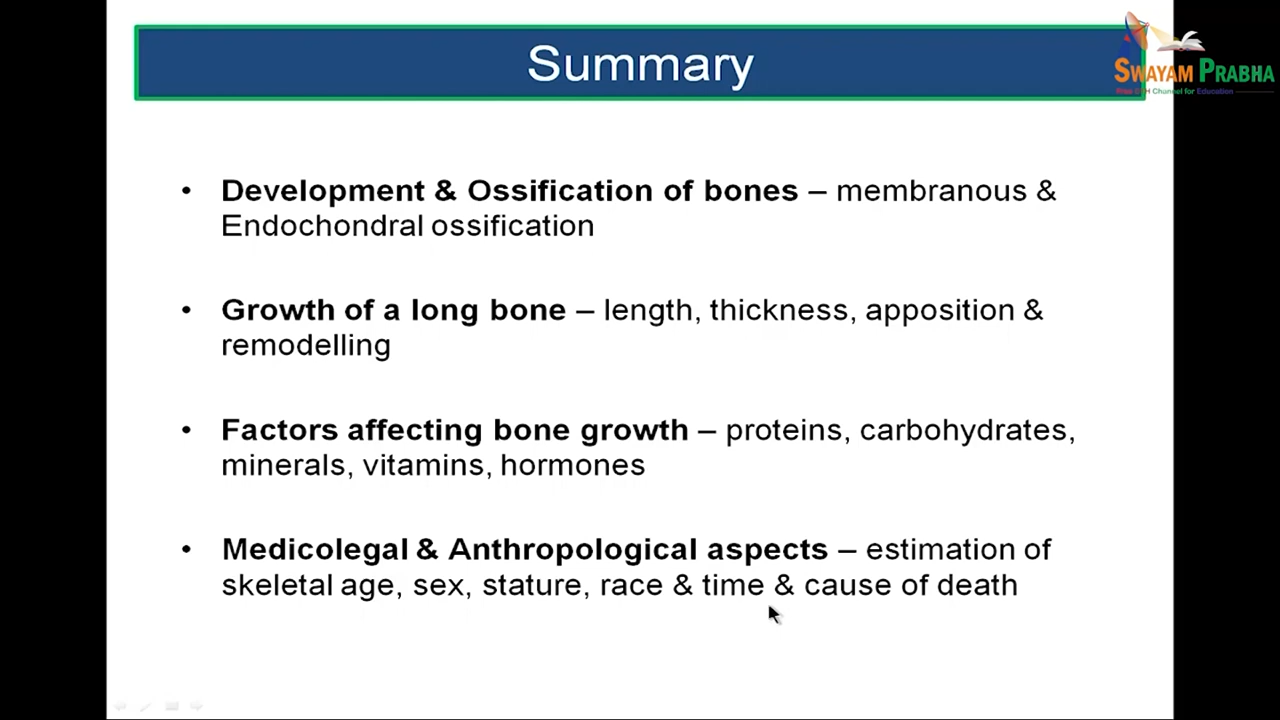 Summary
SWAYAM PRABHA
• Development & Ossification of bones – membranous &
Endochondral ossification
• Growth of a long bone – length, thickness, apposition &
remodelling
• Factors affecting bone growth – proteins, carbohydrates,
minerals, vitamins, hormones
• Medicolegal & Anthropological aspects – estimation of
skeletal age, sex, stature, race & time & cause of death